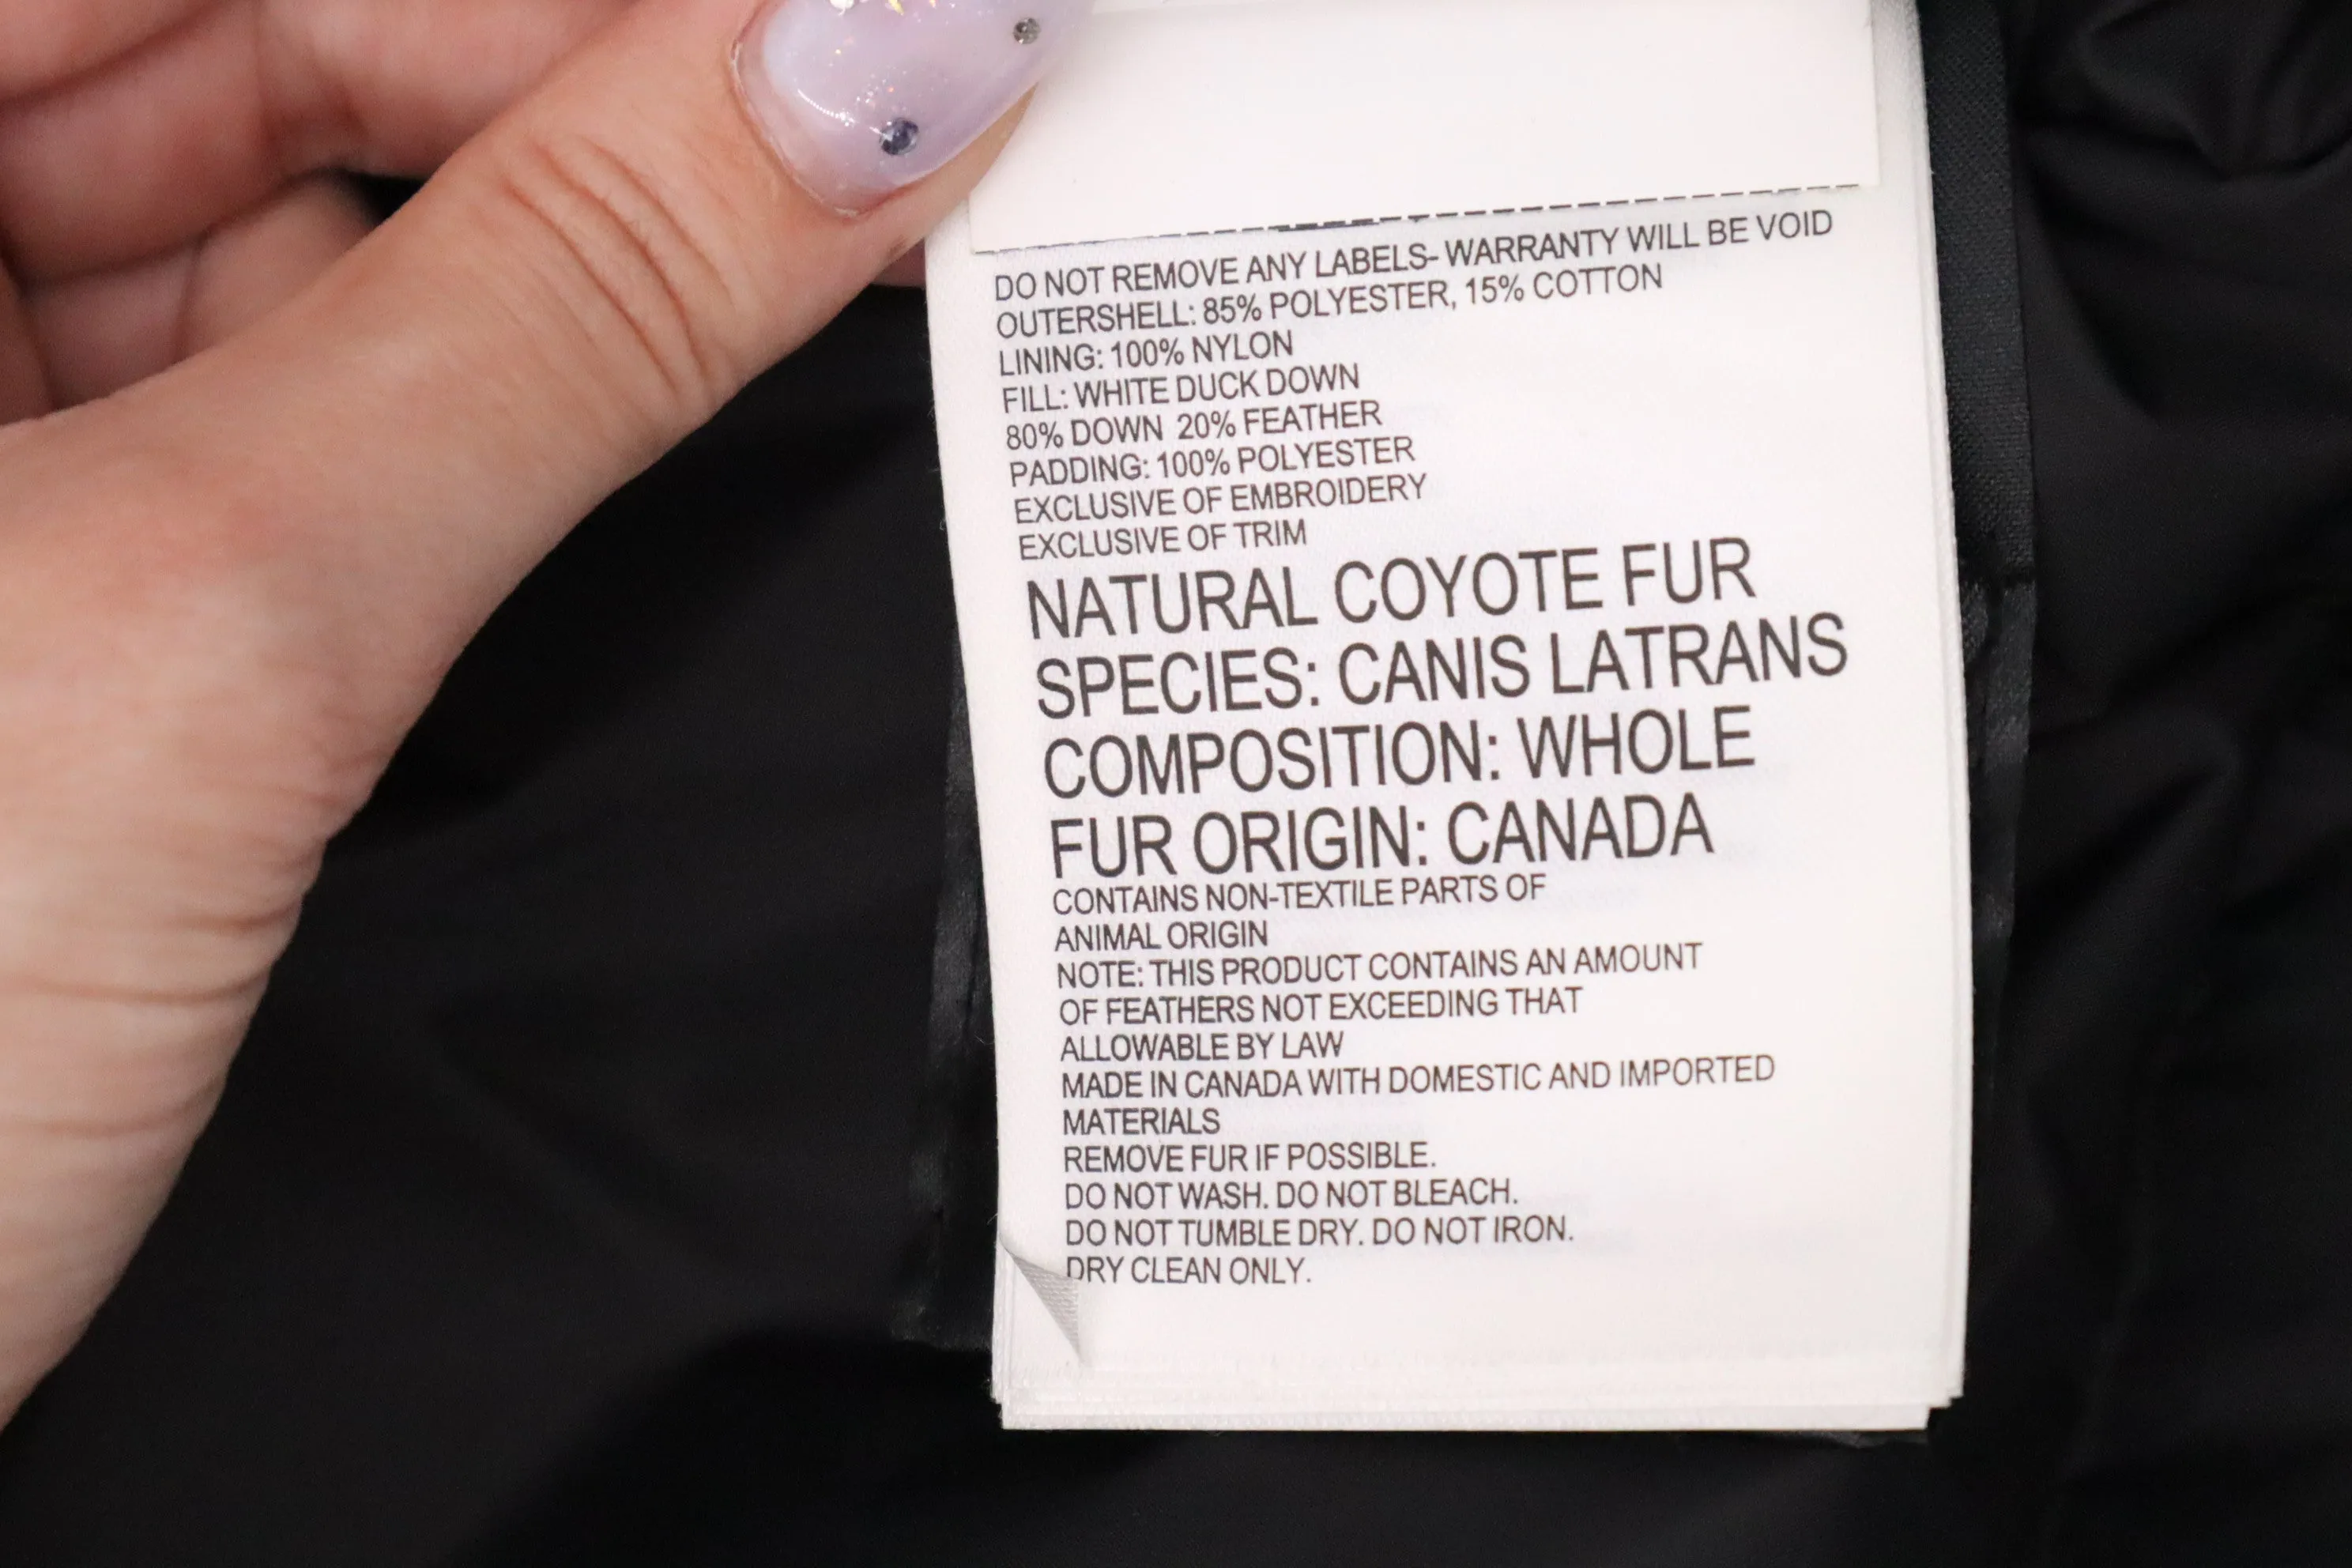 DO NOT REMOVE ANY LABELS- WARRANTY WILL BE VOID
OUTERSHELL: 85% POLYESTER, 15% COTTON
LINING: 100% NYLON
FILL: WHITE DUCK DOWN
80% DOWN 20% FEATHER
PADDING: 100% POLYESTER
EXCLUSIVE OF EMBROIDERY
EXCLUSIVE OF TRIM
NATURAL COYOTE FUR
SPECIES: CANIS LATRANS
COMPOSITION: WHOLE
FUR ORIGIN: CANADA
CONTAINS NON-TEXTILE PARTS OF
ANIMAL ORIGIN
NOTE: THIS PRODUCT CONTAINS AN AMOUNT
OF FEATHERS NOT EXCEEDING THAT
ALLOWABLE BY LAW
MADE IN CANADA WITH DOMESTIC AND IMPORTED
MATERIALS
REMOVE FUR IF POSSIBLE.
DO NOT WASH. DO NOT BLEACH.
DO NOT TUMBLE DRY. DO NOT IRON.
DRY CLEAN ONLY.